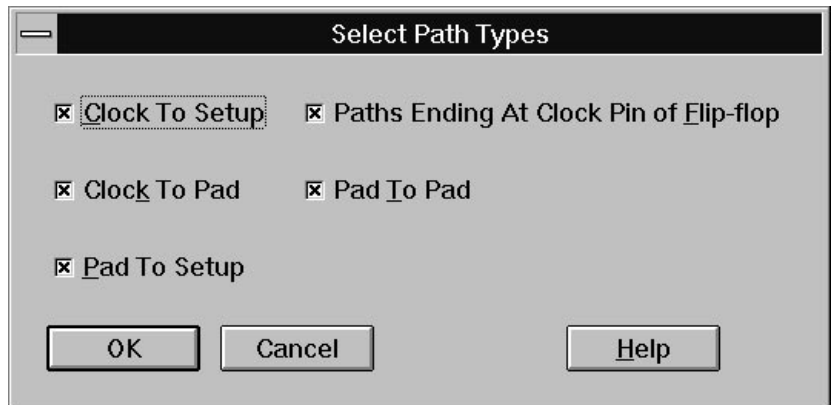 Select Path Types
Clock To Setup
Paths Ending At Clock Pin of Flip-flop
Clock To Pad
Pad To Pad
Pad To Setup
OK
Cancel
Help